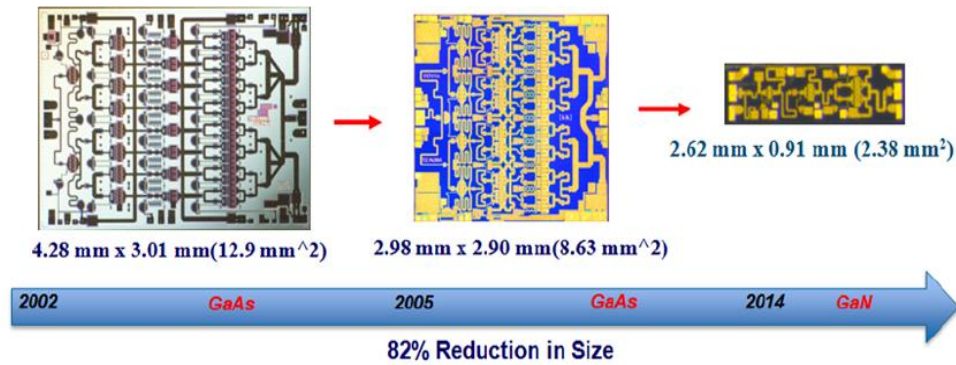 4.28 mm x 3.01 mm(12.9 mm^2)
2.98 mm x 2.90 mm(8.63 mm^2)
2.62 mm x 0.91 mm (2.38 mm²)
2002 GaAs 2005 GaAs 2014 GaN
82% Reduction in Size